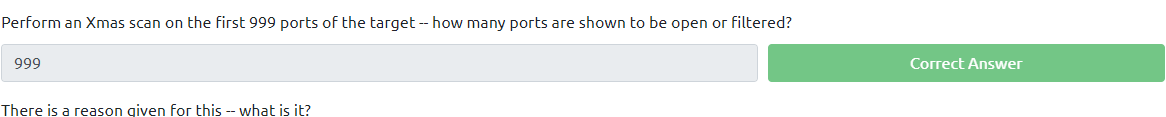 Perform an Xmas scan on the first 999 ports of the target -- how many ports are shown to be open or filtered?
999
Correct Answer
There is a reason given for this -- what is it?